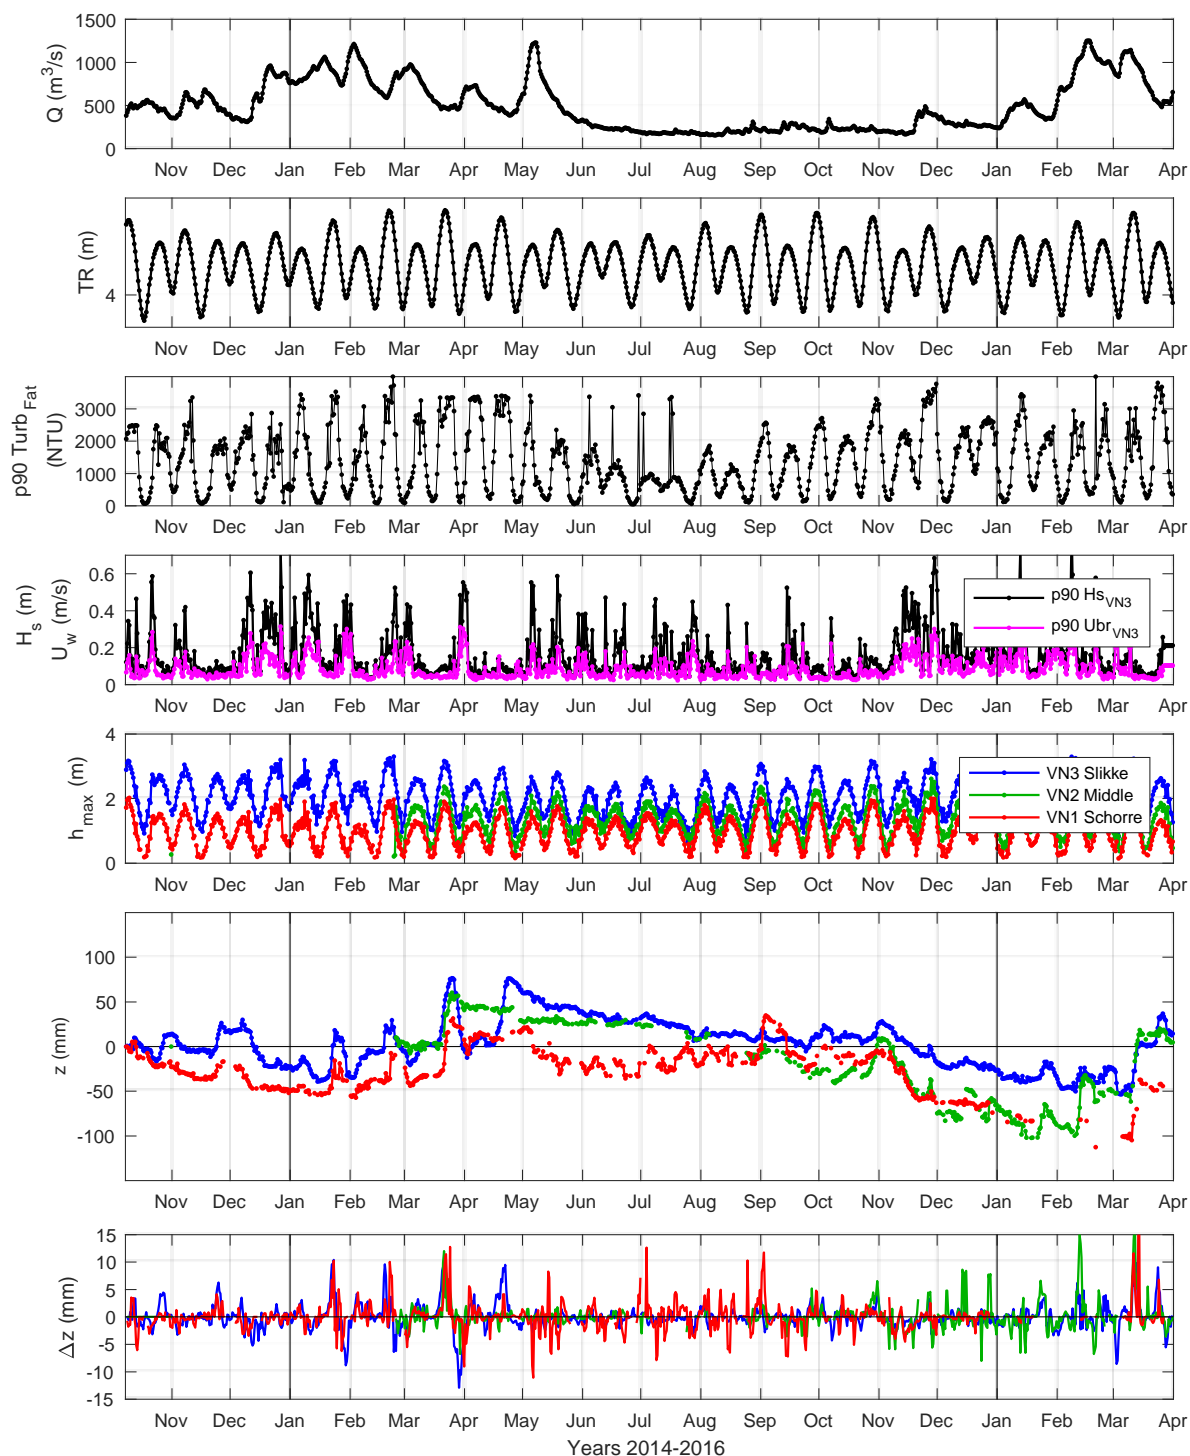 1500
1000
500
0
Q (m³/s)
Nov Dec Jan Feb Mar Apr May Jun Jul Aug Sep Oct Nov Dec Jan Feb Mar Apr
4
TR (m)
Nov Dec Jan Feb Mar Apr May Jun Jul Aug Sep Oct Nov Dec Jan Feb Mar Apr
3000
2000
1000
0
p90 Turb_Fat
(NTU)
Nov Dec Jan Feb Mar Apr May Jun Jul Aug Sep Oct Nov Dec Jan Feb Mar Apr
0.6
0.4
0.2
0
H_s (m)
U_w (m/s)
p90 Hs_VN3
p90 Ubr_VN3
Nov Dec Jan Feb Mar Apr May Jun Jul Aug Sep Oct Nov Dec Jan Feb Mar Apr
4
2
0
h_max (m)
VN3 Slikke
VN2 Middle
VN1 Schorre
Nov Dec Jan Feb Mar Apr May Jun Jul Aug Sep Oct Nov Dec Jan Feb Mar Apr
100
50
0
-50
-100
z (mm)
Nov Dec Jan Feb Mar Apr May Jun Jul Aug Sep Oct Nov Dec Jan Feb Mar Apr
15
10
5
0
-5
-10
-15
Δz (mm)
Nov Dec Jan Feb Mar Apr May Jun Jul Aug Sep Oct Nov Dec Jan Feb Mar Apr
Years 2014-2016